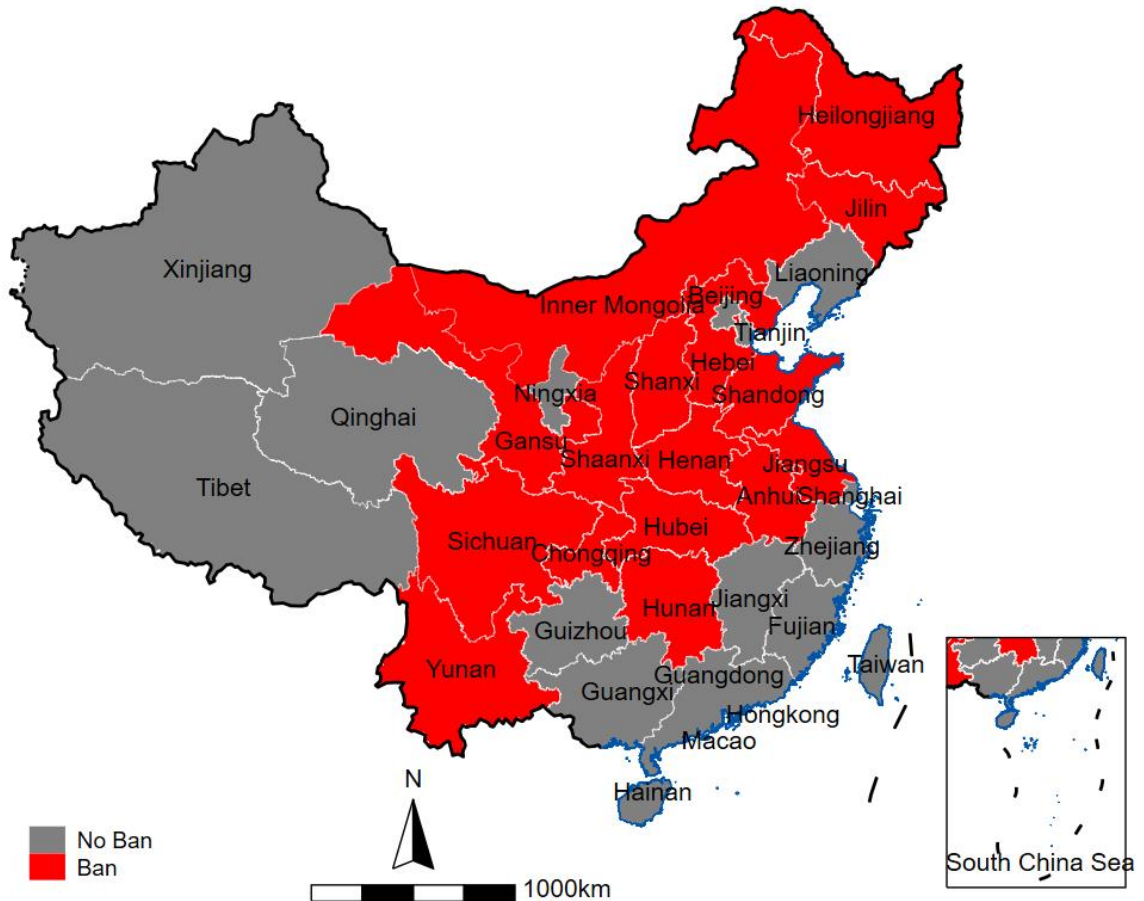 Heilongjiang
Jilin
Xinjiang
Liaoning
Inner Mongolia
Beijing
Tianjin
Hebei
Shanxi
Ningxia
Shandong
Qinghai
Gansu
Shaanxi
Henan
Jiangsu
Tibet
Anhui
Shanghai
Hubei
Sichuan
Chongqing
Zhejiang
Hunan
Jiangxi
Guizhou
Fujian
Taiwan
Yunan
Guangdong
Guangxi
Hongkong
Macao
Hainan
N
No Ban
Ban
1000km
South China Sea